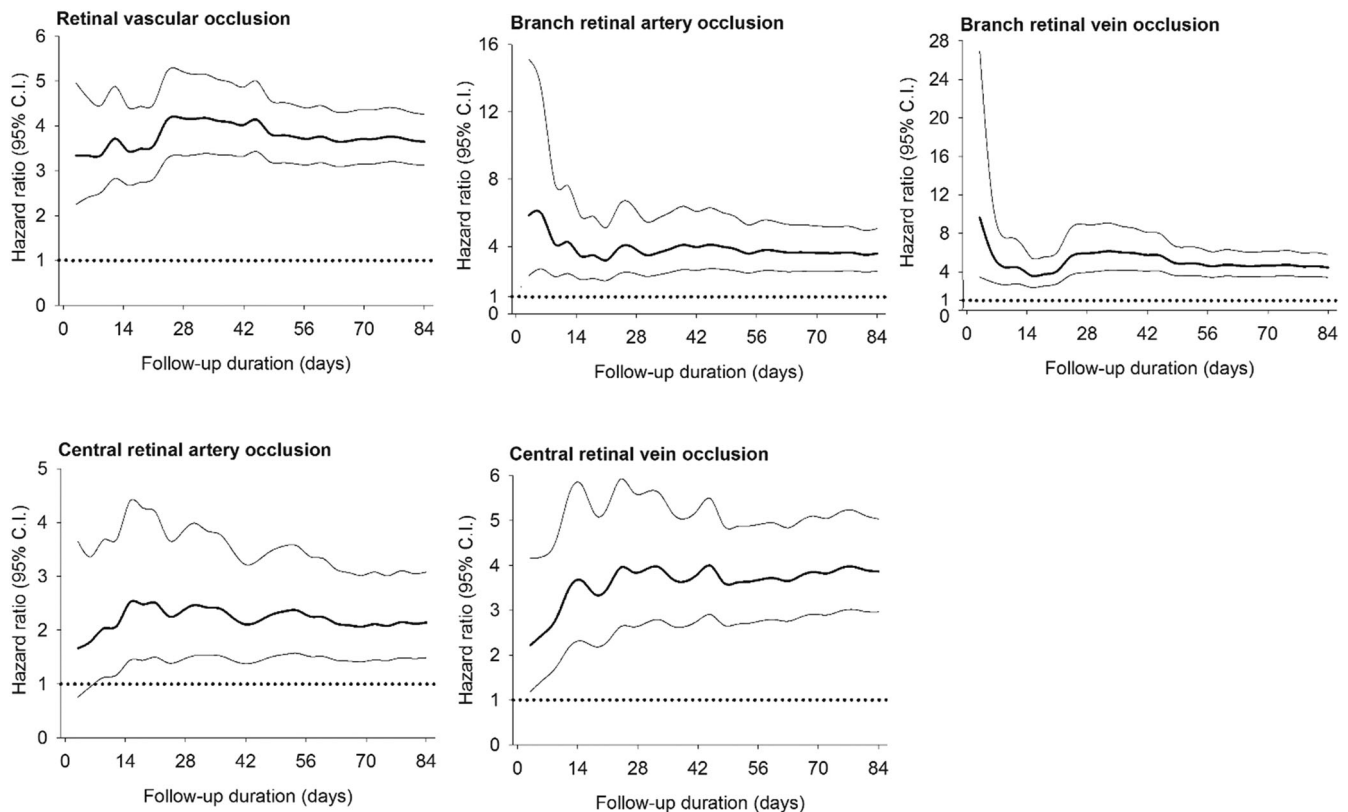 Retinal vascular occlusion
Hazard ratio (95% C.I.)
6
5
4
3
2
1
0
0 14 28 42 56 70 84
Follow-up duration (days)
Branch retinal artery occlusion
Hazard ratio (95% C.I.)
16
12
8
4
1
0 14 28 42 56 70 84
Follow-up duration (days)
Branch retinal vein occlusion
Hazard ratio (95% C.I.)
28
24
20
16
12
8
4
1
0
0 14 28 42 56 70 84
Follow-up duration (days)
Central retinal artery occlusion
Hazard ratio (95% C.I.)
5
4
3
2
1
0
0 14 28 42 56 70 84
Follow-up duration (days)
Central retinal vein occlusion
Hazard ratio (95% C.I.)
6
5
4
3
2
1
0
0 14 28 42 56 70 84
Follow-up duration (days)